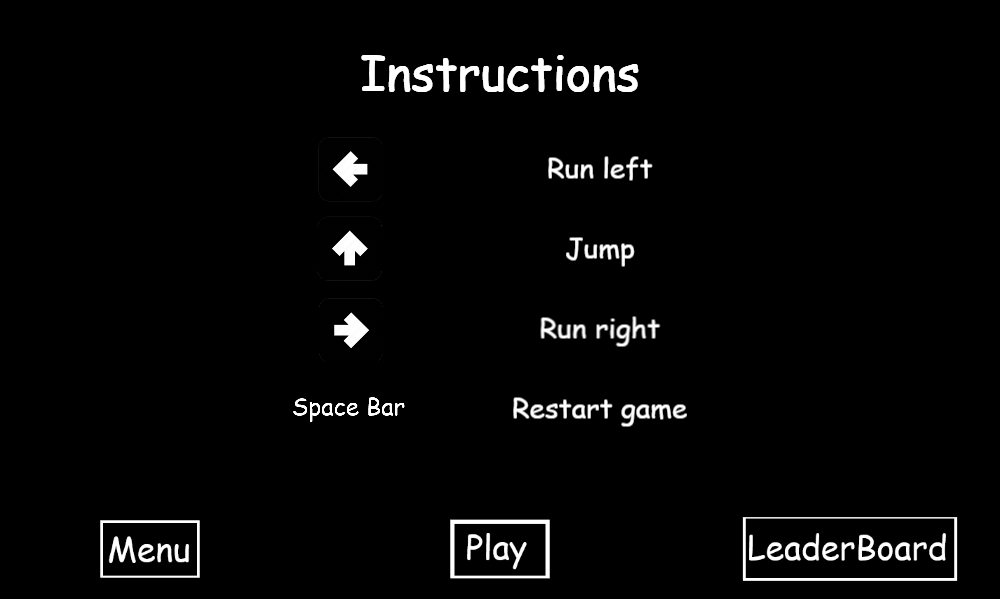 Instructions
Run left
Jump
Run right
Space Bar Restart game
Menu Play LeaderBoard